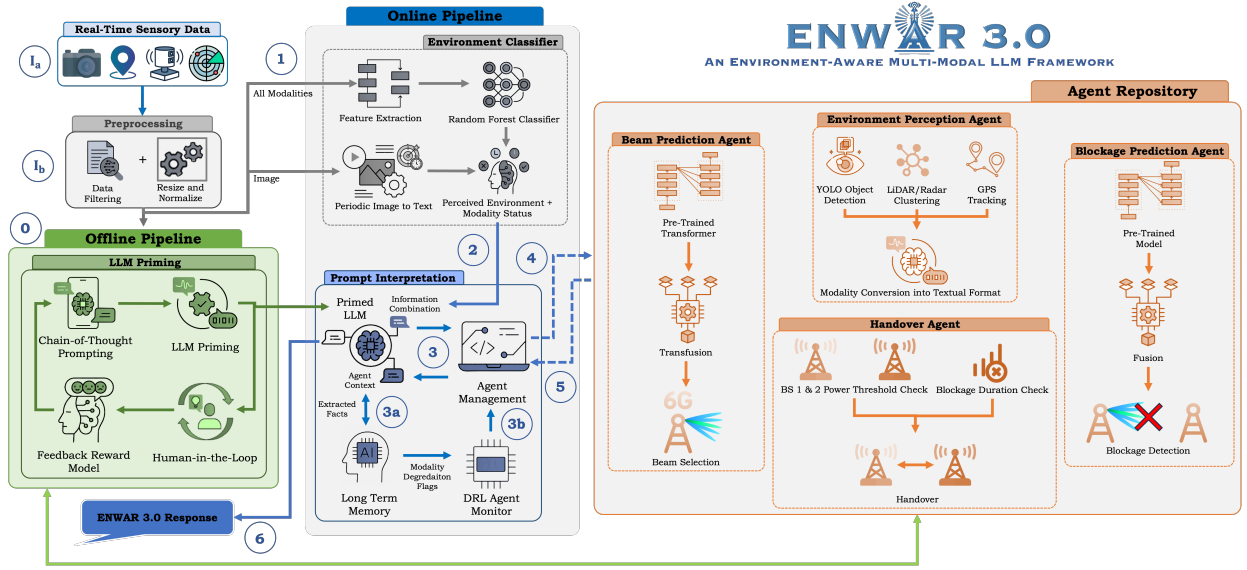 ENWAR 3.0
AN ENVIRONMENT-AWARE MULTI-MODAL LLM FRAMEWORK
Real-Time Sensory Data
Ia
Preprocessing
Ib
+
Data
Filtering
Resize and
Normalize
0
Offline Pipeline
LLM Priming
Chain-of-Thought
Prompting
01011
LLM Priming
Feedback Reward
Model
Human-in-the-Loop
Online Pipeline
1
All Modalities
Image
Environment Classifier
Feature Extraction
Random Forest Classifier
Periodic Image to Text
Perceived Environment +
Modality Status
2
Prompt Interpretation
Primed
LLM
Information
Combination
3
Agent
Context
Agent
Management
Extracted
Facts
3a
3b
AI
Long Term
Memory
Modality
Degredaiton
Flags
DRL Agent
Monitor
4
5
ENWAR 3.0 Response
6
Agent Repository
Beam Prediction Agent
Pre-Trained
Transformer
Transfusion
6G
Beam Selection
Environment Perception Agent
YOLO Object
Detection
LiDAR/Radar
Clustering
GPS
Tracking
01011
Modality Conversion into Textual Format
Handover Agent
BS 1 & 2 Power Threshold Check
Blockage Duration Check
Handover
Blockage Prediction Agent
Pre-Trained
Model
Fusion
Blockage Detection